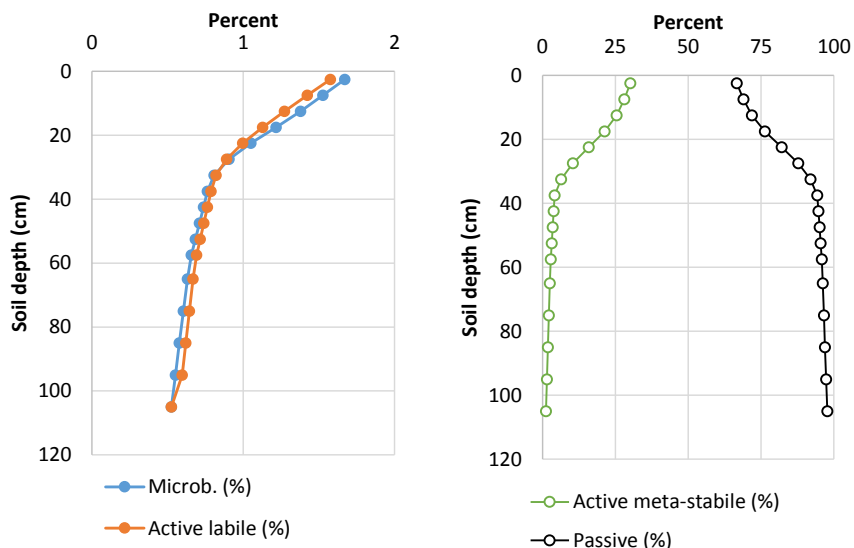 Percent
0 1 2
0
20
40
60
80
100
120
Soil depth (cm)
Microb. (%)
Active labile (%)
Percent
0 25 50 75 100
0
20
40
60
80
100
120
Soil depth (cm)
Active meta-stabile (%)
Passive (%)